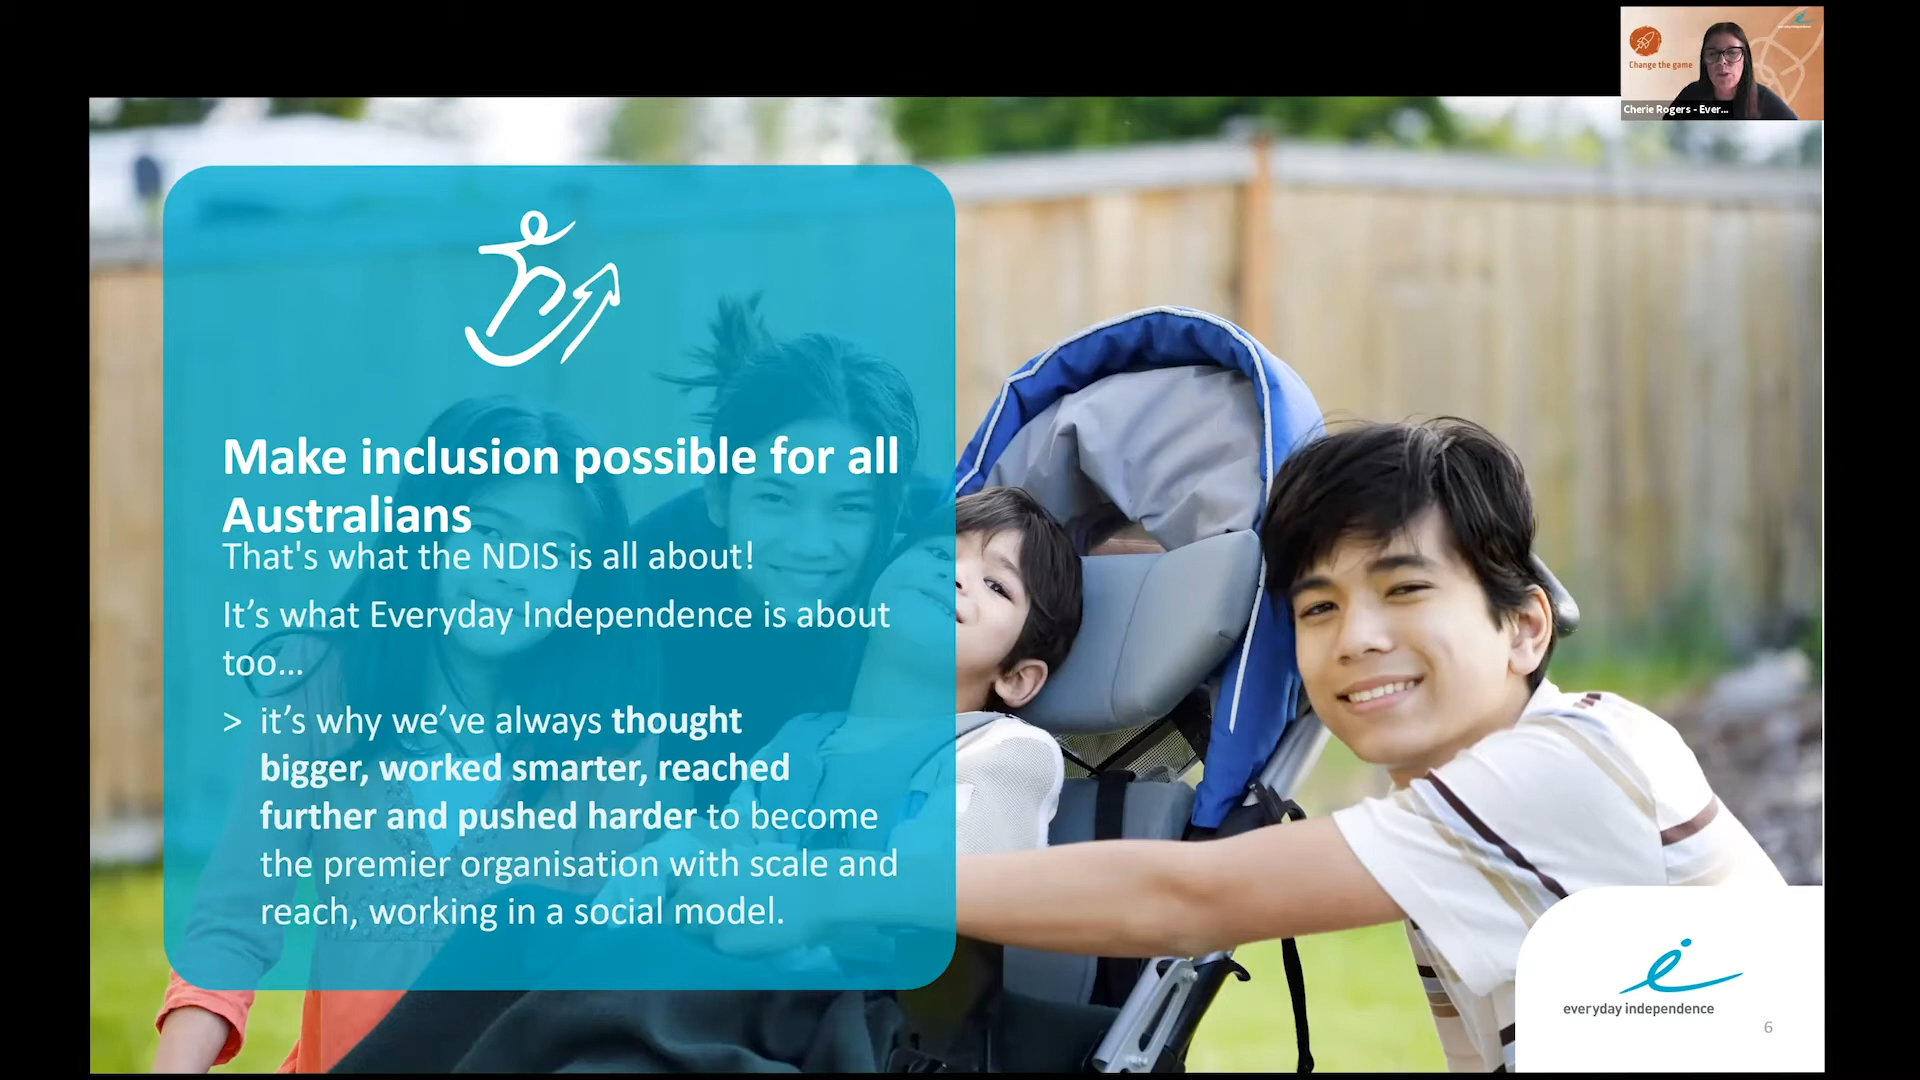 Change the game
Cherie Rogers - Ever...
Make inclusion possible for all
Australians
That's what the NDIS is all about!
It’s what Everyday Independence is about
too...
> it’s why we’ve always thought
bigger, worked smarter, reached
further and pushed harder to become
the premier organisation with scale and
reach, working in a social model.
everyday independence
6